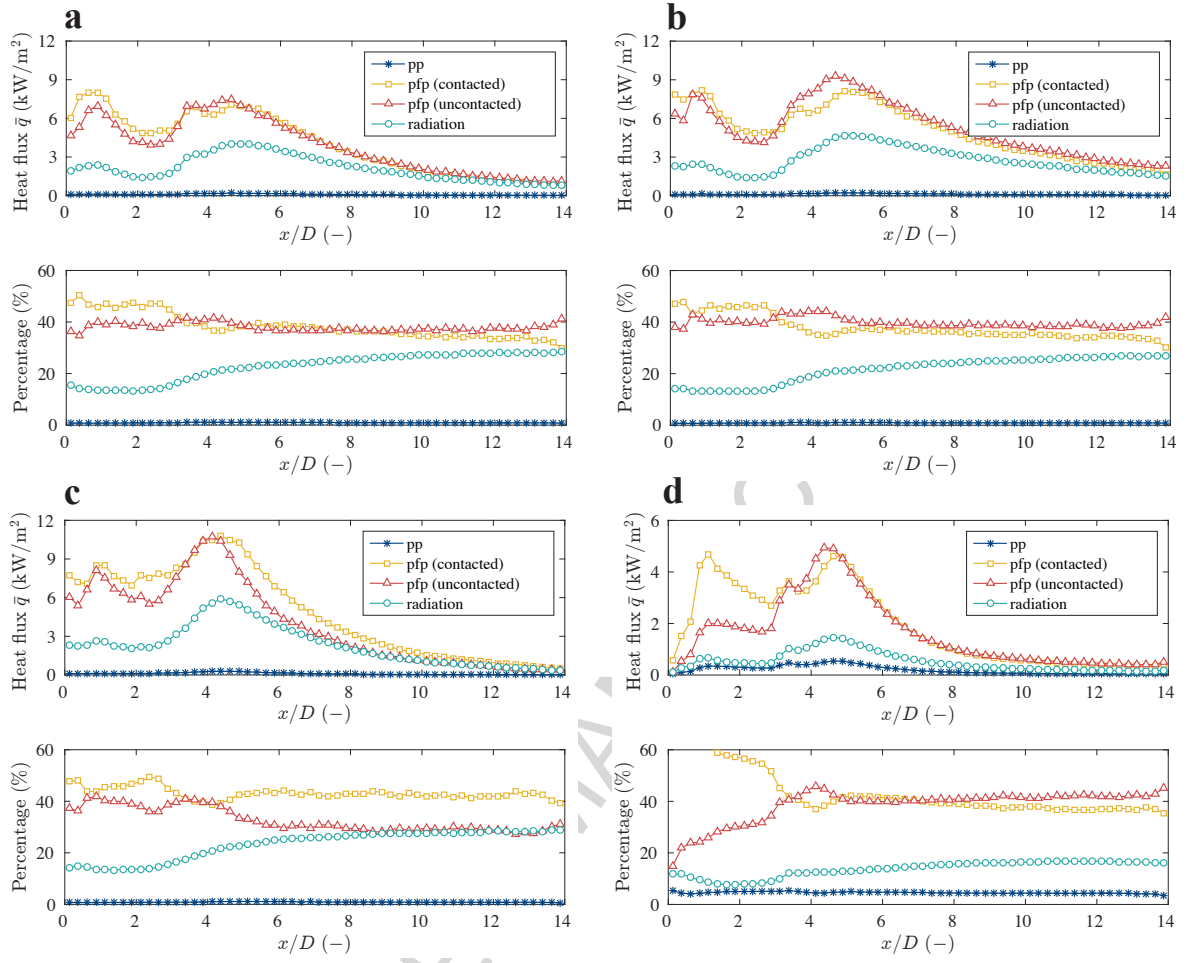 a
Heat flux q̄ (kW/m²)
12
9
6
3
0
pp
pfp (contacted)
pfp (uncontacted)
radiation
0 2 4 6 8 10 12 14
x/D (−)
Percentage (%)
60
40
20
0
0 2 4 6 8 10 12 14
x/D (−)
b
Heat flux q̄ (kW/m²)
12
9
6
3
0
pp
pfp (contacted)
pfp (uncontacted)
radiation
0 2 4 6 8 10 12 14
x/D (−)
Percentage (%)
60
40
20
0
0 2 4 6 8 10 12 14
x/D (−)
c
Heat flux q̄ (kW/m²)
12
9
6
3
0
pp
pfp (contacted)
pfp (uncontacted)
radiation
0 2 4 6 8 10 12 14
x/D (−)
Percentage (%)
60
40
20
0
0 2 4 6 8 10 12 14
x/D (−)
d
Heat flux q̄ (kW/m²)
6
4
2
0
pp
pfp (contacted)
pfp (uncontacted)
radiation
0 2 4 6 8 10 12 14
x/D (−)
Percentage (%)
60
40
20
0
0 2 4 6 8 10 12 14
x/D (−)